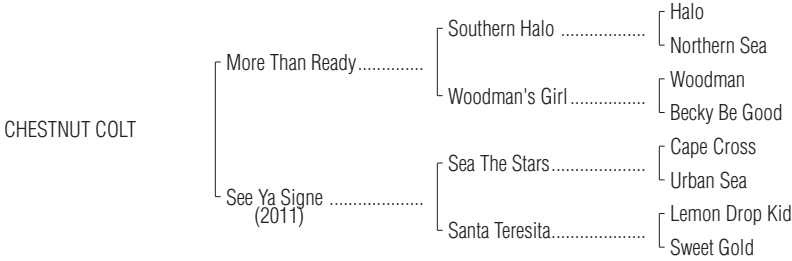 Halo
Southern Halo ...................
Northern Sea
More Than Ready..............
Woodman
Woodman's Girl.................
Becky Be Good
CHESTNUT COLT
Cape Cross
Sea The Stars.....................
Urban Sea
See Ya Signe ....................
(2011)
Lemon Drop Kid
Santa Teresita.....................
Sweet Gold